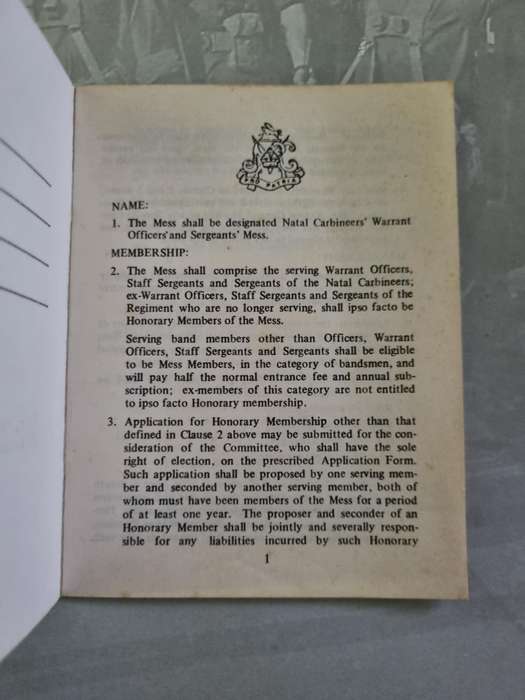 PRO PATRIA
NAME:
1. The Mess shall be designated Natal Carbineers' Warrant
Officers' and Sergeants' Mess.
MEMBERSHIP:
2. The Mess shall comprise the serving Warrant Officers,
Staff Sergeants and Sergeants of the Natal Carbineers;
ex-Warrant Officers, Staff Sergeants and Sergeants of the
Regiment who are no longer serving, shall ipso facto be
Honorary Members of the Mess.
Serving band members other than Officers, Warrant
Officers, Staff Sergeants and Sergeants shall be eligible
to be Mess Members, in the category of bandsmen, and
will pay half the normal entrance fee and annual sub-
scription; ex-members of this category are not entitled
to ipso facto Honorary membership.
3. Application for Honorary Membership other than that
defined in Clause 2 above may be submitted for the con-
sideration of the Committee, who shall have the sole
right of election, on the prescribed Application Form.
Such application shall be proposed by one serving mem-
ber and seconded by another serving member, both of
whom must have been members of the Mess for a period
of at least one year. The proposer and seconder of an
Honorary Member shall be jointly and severally respon-
sible for any liabilities incurred by such Honorary
1